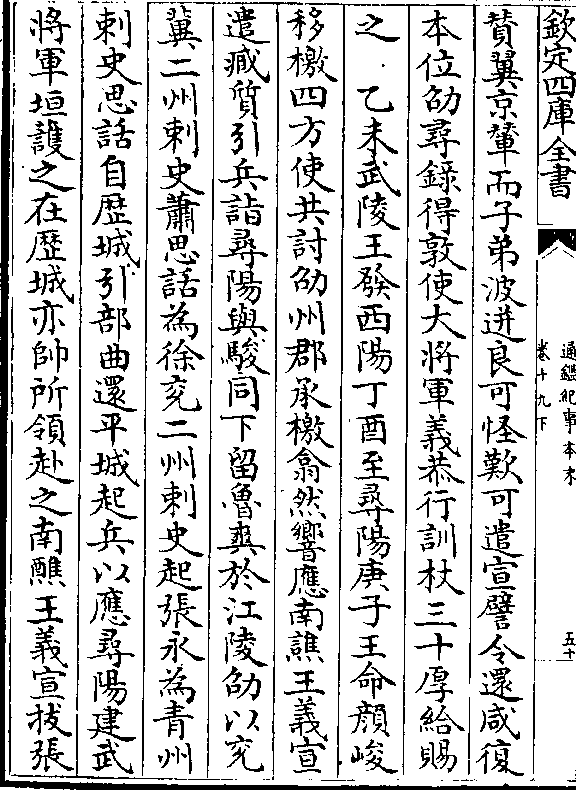 欽定四庫全書
通鑑紀事本末
卷十九下
五十
賛翼京輦而子弟波迸良可怪歎可遣宣譬令還咸復
本位劭尋錄得敦使大將軍義恭行訓杖三十厚給賜
之 乙未武陵王發西陽丁酉至尋陽庚子王命顔峻
移檄四方使共討劭州郡承檄翕然響應南譙王義宣
遣臧質引兵詣尋陽與駿同下留魯爽於江陵劭以兖
冀二州刺史蕭思話為徐兖二州刺史起張永為青州
刺史思話自歴城引部曲還平城起兵以應尋陽建武
將軍垣護之在歴城亦帥所領赴之南譙王義宣㧞張